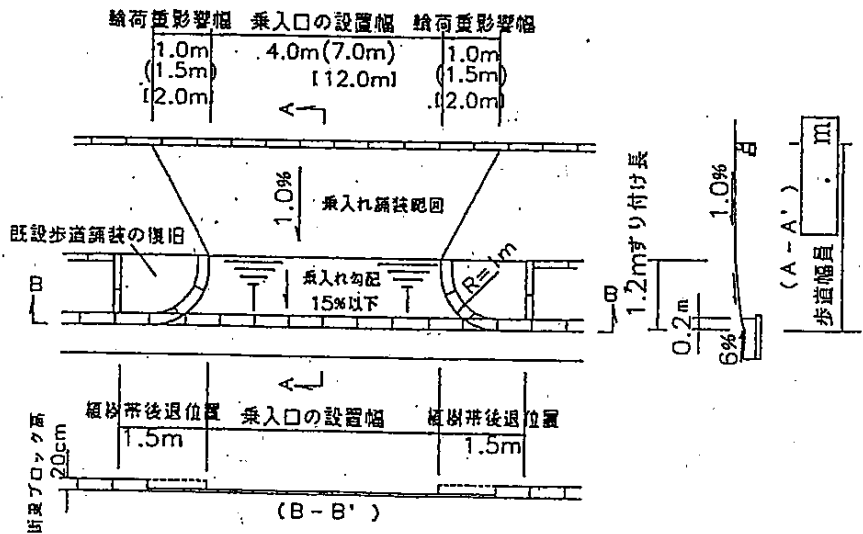 輪荷重影響幅 乗入口の設置幅 輪荷重影響幅
1.0m 4.0m(7.0m) 1.0m
(1.5m) [12.0m] (1.5m)
[2.0m] [2.0m]
A
1.0%
乗入れ舗装範囲
既設歩道舗装の復旧
乗入れ勾配
15%以下
R=1m
B
B
A
1.2mすり付け長
0.2m
1.0%
6%
(A-A')
歩道幅員 . m
植樹帯後退位置 乗入口の設置幅 植樹帯後退位置
1.5m 1.5m
ブロック高
20cm
(B-B')